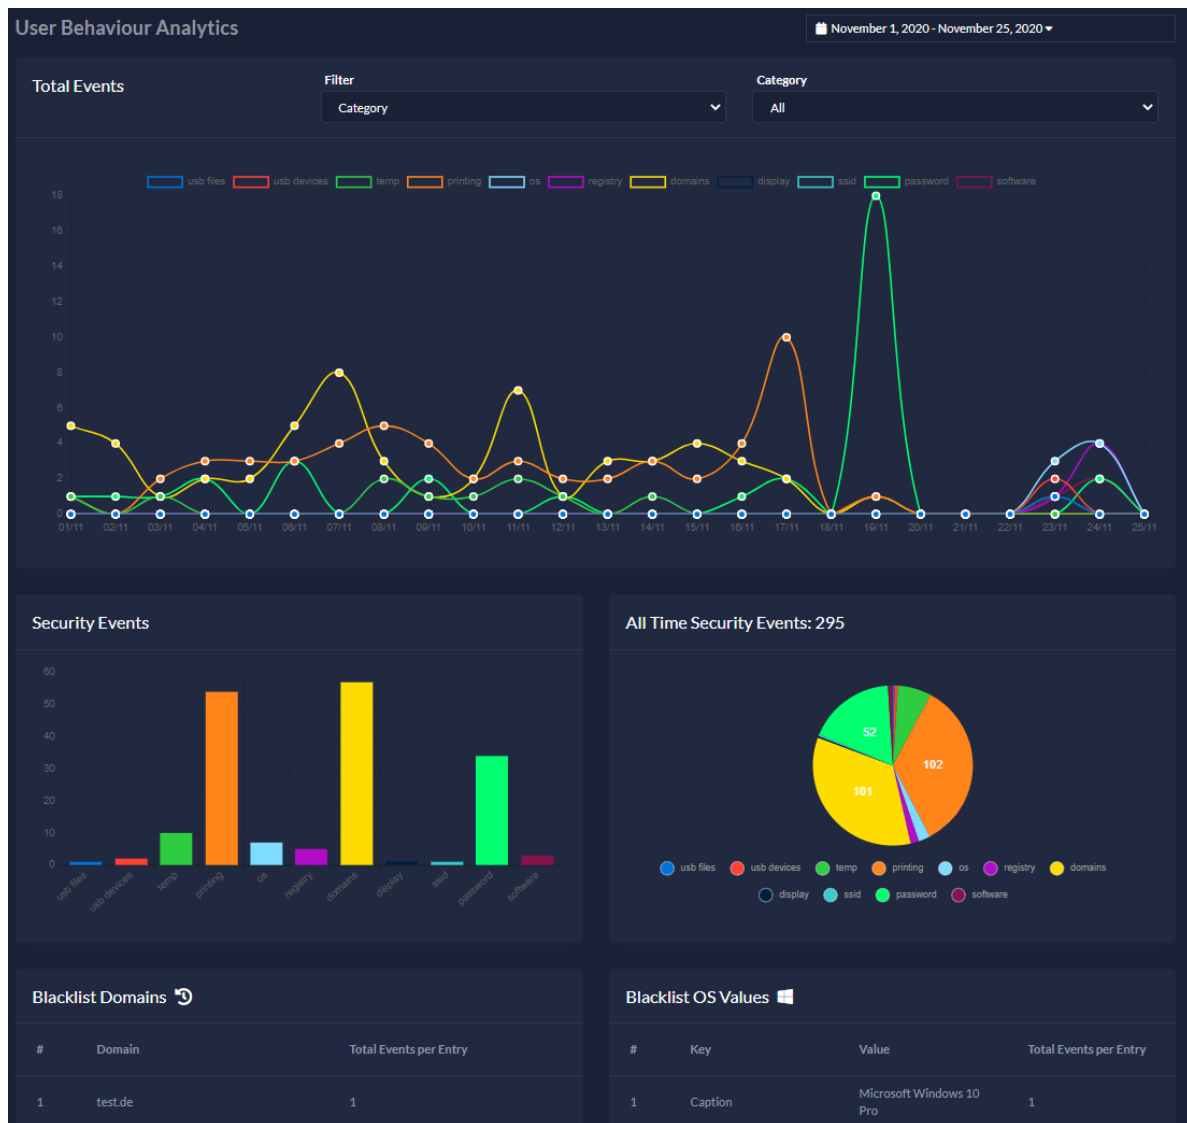 User Behaviour Analytics
November 1, 2020 - November 25, 2020
Total Events
Filter
Category
Category
All
usb files usb devices temp printing os registry domains display ssid password software
18
16
14
12
10
8
6
4
2
0
01/11 02/11 03/11 04/11 05/11 06/11 07/11 08/11 09/11 10/11 11/11 12/11 13/11 14/11 15/11 16/11 17/11 18/11 19/11 20/11 21/11 22/11 23/11 24/11 25/11
Security Events
60
50
40
30
20
10
0
usb files usb devices temp printing os registry domains display ssid password software
All Time Security Events: 295
52
102
101
usb files usb devices temp printing os registry domains
display ssid password software
Blacklist Domains
# Domain Total Events per Entry
1 test.de 1
Blacklist OS Values
# Key Value Total Events per Entry
1 Caption Microsoft Windows 10 Pro 1